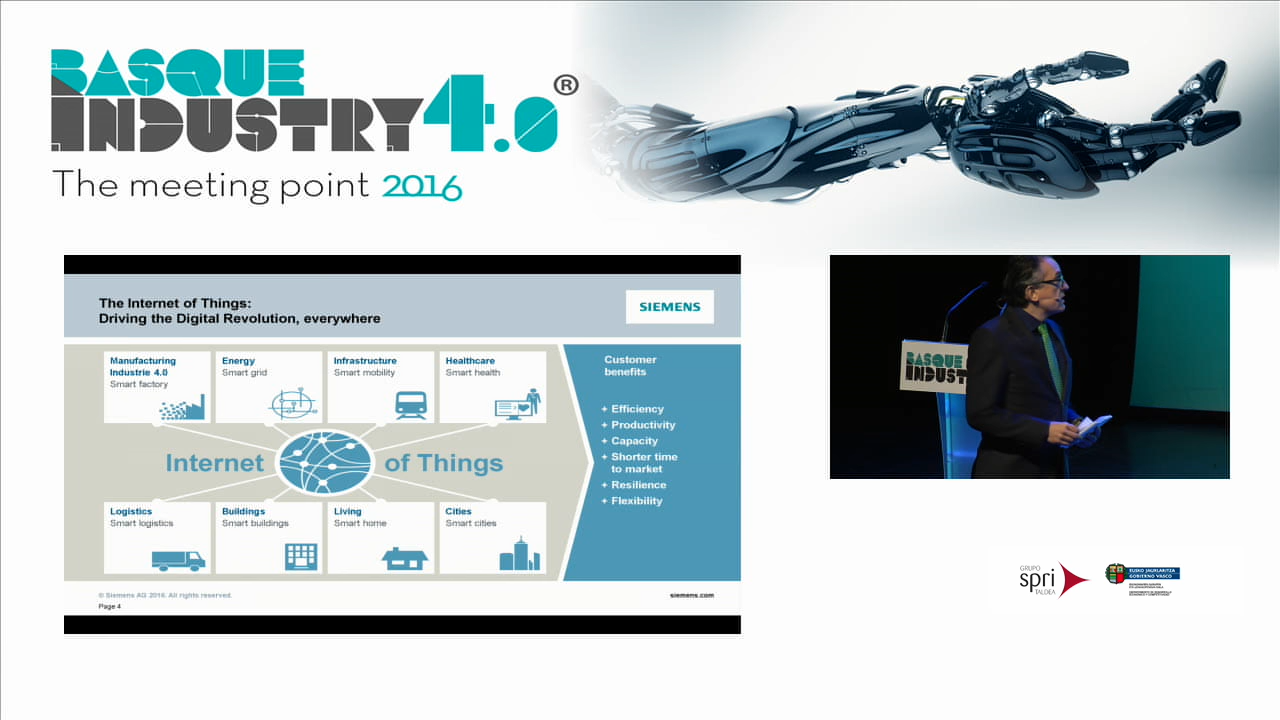 BASQUE
INDUSTRY 4.0®
The meeting point 2016
The Internet of Things:
Driving the Digital Revolution, everywhere
SIEMENS
Manufacturing
Industrie 4.0
Smart factory
Energy
Smart grid
Infrastructure
Smart mobility
Healthcare
Smart health
Internet of Things
Logistics
Smart logistics
Buildings
Smart buildings
Living
Smart home
Cities
Smart cities
Customer
benefits
+ Efficiency
+ Productivity
+ Capacity
+ Shorter time
to market
+ Resilience
+ Flexibility
© Siemens AG 2016. All rights reserved.
Page 4
siemens.com
BASQUE
INDUST
GRUPO
spri
TALDEA
EUSKO JAURLARITZA
GOBIERNO VASCO